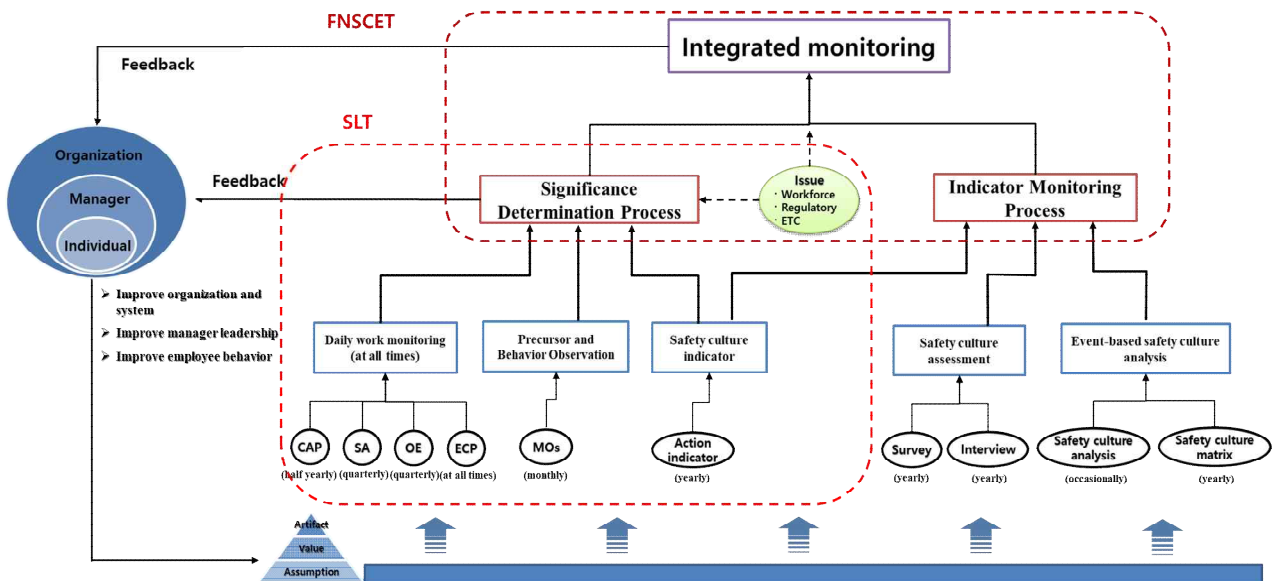 FNSCET
Integrated monitoring
Feedback
SLT
Organization
Manager
Individual
Feedback
Significance
Determination Process
Issue
· Workforce
· Regulatory
· ETC
Indicator Monitoring
Process
➢ Improve organization and
system
➢ Improve manager leadership
➢ Improve employee behavior
Daily work monitoring
(at all times)
Precursor and
Behavior Observation
Safety culture
indicator
Safety culture
assessment
Event-based safety culture
analysis
CAP
(half yearly)
SA
(quarterly)
OE
(quarterly)
ECP
(at all times)
MOs
(monthly)
Action
indicator
(yearly)
Survey
(yearly)
Interview
(yearly)
Safety culture
analysis
(occasionally)
Safety culture
matrix
(yearly)
Artifact
Value
Assumption